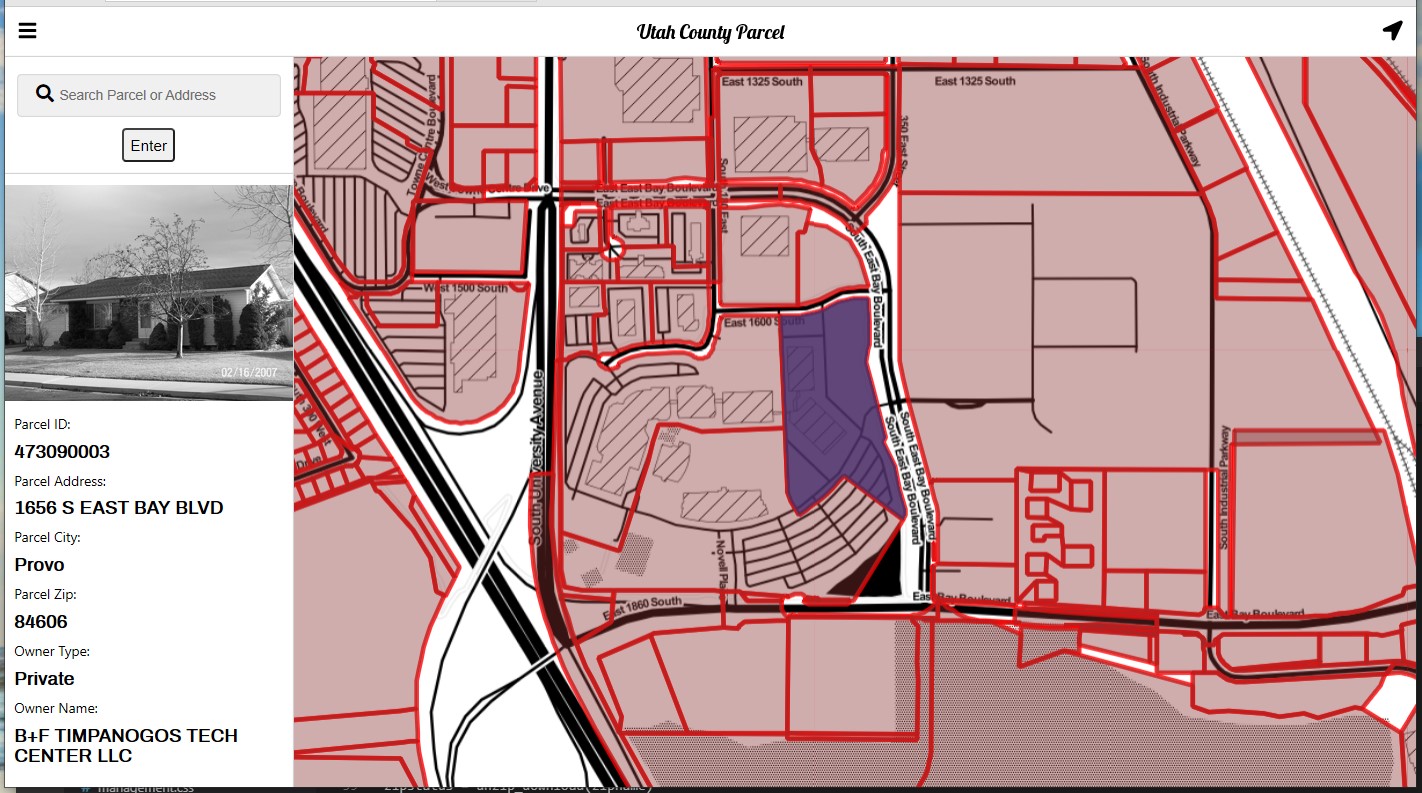 Utah County Parcel
Search Parcel or Address
Enter
02/16/2007
Parcel ID:
473090003
Parcel Address:
1656 S EAST BAY BLVD
Parcel City:
Provo
Parcel Zip:
84606
Owner Type:
Private
Owner Name:
B+F TIMPANOGOS TECH
CENTER LLC
East 1325 South
East 1325 South
South Industrial Parkway
Towne Centre Boulevard
West Towne Centre Drive
East East Bay Boulevard
East East Bay Boulevard
Boulevard
West 1500 South
East 1600 South
South East Bay Boulevard
South University Avenue
South East Bay Boulevard
South East Bay Boulevard
South Industrial Parkway
East 1860 South
East Bay Boulevard
East Bay Boulevard
management.css
zipstatus = unzip_download(zipname)